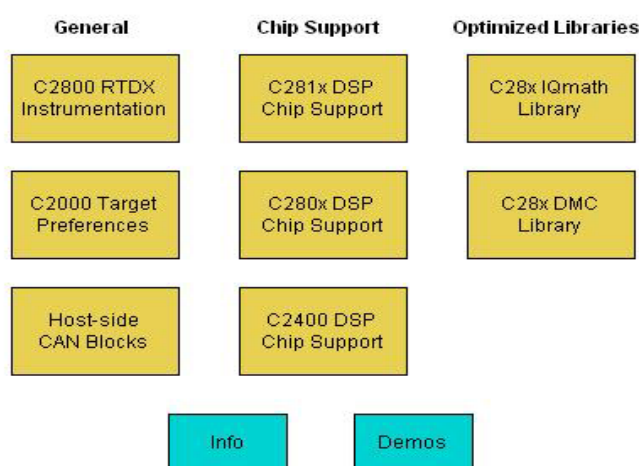 General
Chip Support
Optimized Libraries
C2800 RTDX
Instrumentation
C281x DSP
Chip Support
C28x IQmath
Library
C2000 Target
Preferences
C280x DSP
Chip Support
C28x DMC
Library
Host-side
CAN Blocks
C2400 DSP
Chip Support
Info
Demos